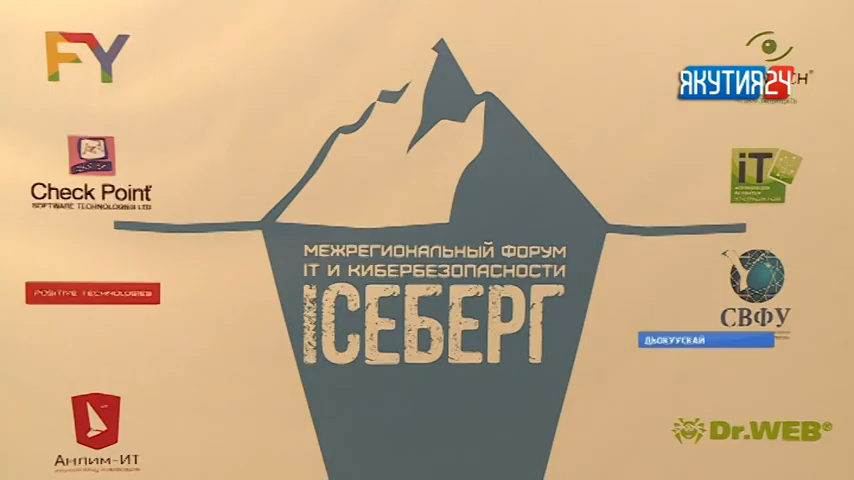 FY
Check Point
SOFTWARE TECHNOLOGIES LTD
POSITIVE TECHNOLOGIES
Анлим-ИТ
МЕЖРЕГИОНАЛЬНЫЙ ФОРУМ
IT И КИБЕРБЕЗОПАСНОСТИ
ICЕБЕРГ
ЯКУТИЯ24
iT
СВФУ
ДЬОКУУСКАЙ
Dr.WEB®